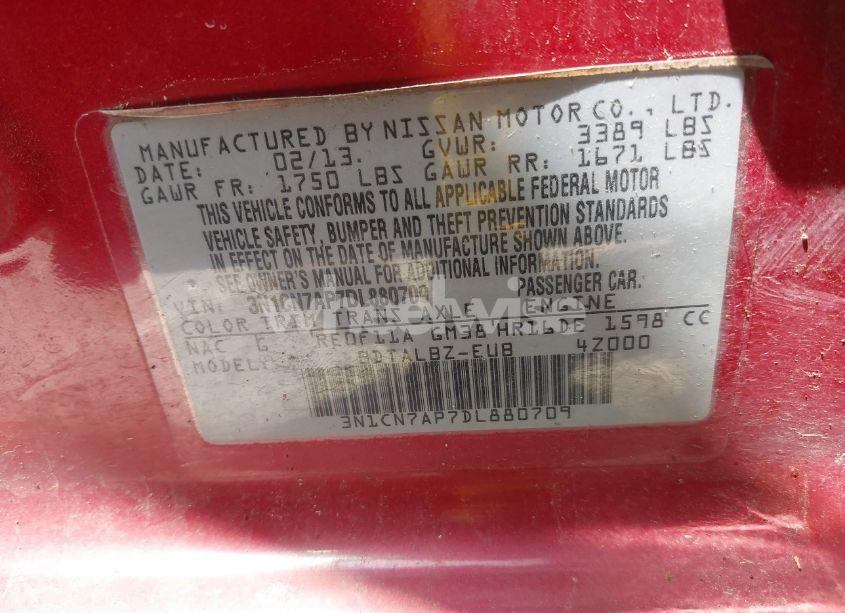 MANUFACTURED BY NISSAN MOTOR CO., LTD.
DATE: 02/13. GVWR: 3389 LBS
GAWR FR: 1750 LBS GAWR RR: 1671 LBS
THIS VEHICLE CONFORMS TO ALL APPLICABLE FEDERAL MOTOR
VEHICLE SAFETY, BUMPER AND THEFT PREVENTION STANDARDS
IN EFFECT ON THE DATE OF MANUFACTURE SHOWN ABOVE.
SEE OWNER'S MANUAL FOR ADDITIONAL INFORMATION.
VIN: 3N1CN7AP7DL880709 PASSENGER CAR.
COLOR TRIM TRANS AXLE ENGINE
NAC G RE0F11A GM38 HR16DE 1598 CC
MODEL: BDTALBZ-EUB 4Z000
3N1CN7AP7DL880709